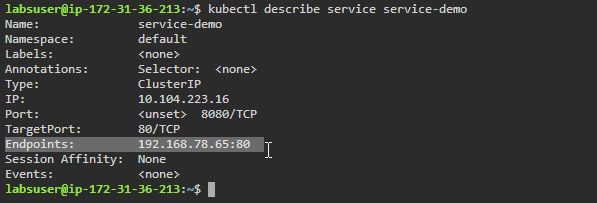 labsuser@ip-172-31-36-213:~$ kubectl describe service service-demo
Name:              service-demo
Namespace:         default
Labels:            <none>
Annotations:       Selector:  <none>
Type:              ClusterIP
IP:                10.104.223.16
Port:              <unset>  8080/TCP
TargetPort:        80/TCP
Endpoints:         192.168.78.65:80
Session Affinity:  None
Events:            <none>
labsuser@ip-172-31-36-213:~$